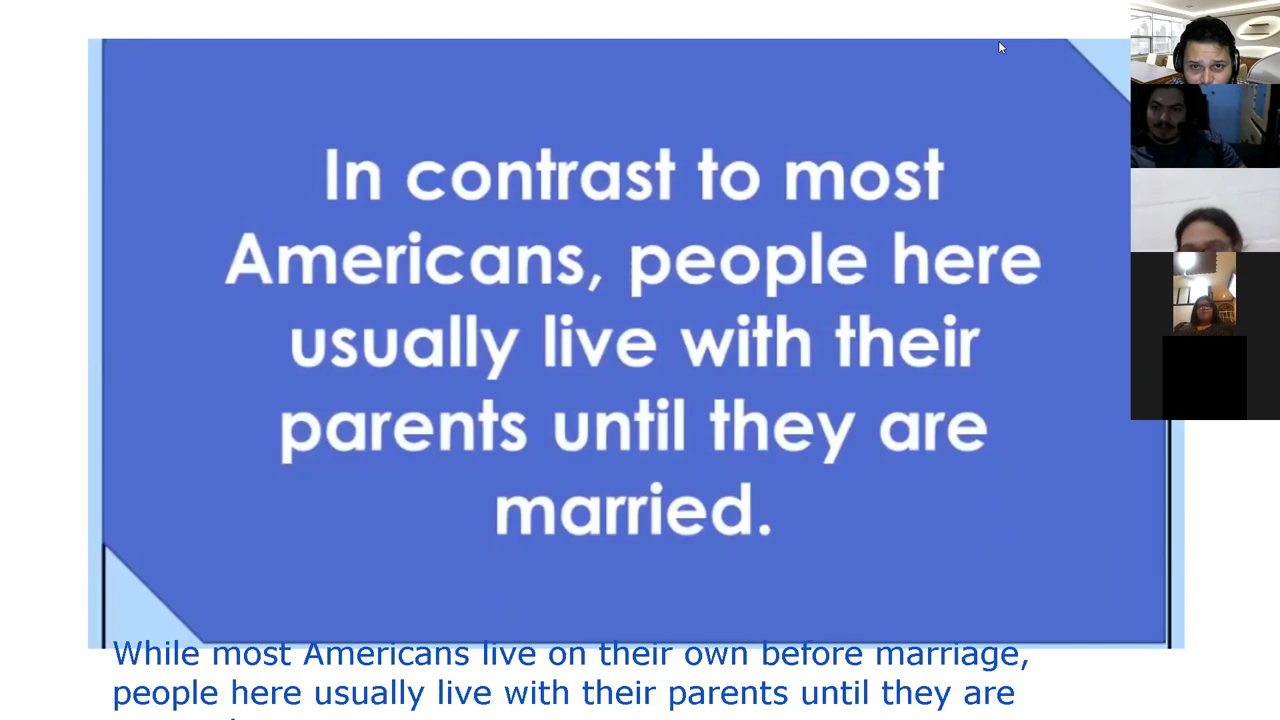 In contrast to most
Americans, people here
usually live with their
parents until they are
married.
While most Americans live on their own before marriage,
people here usually live with their parents until they are